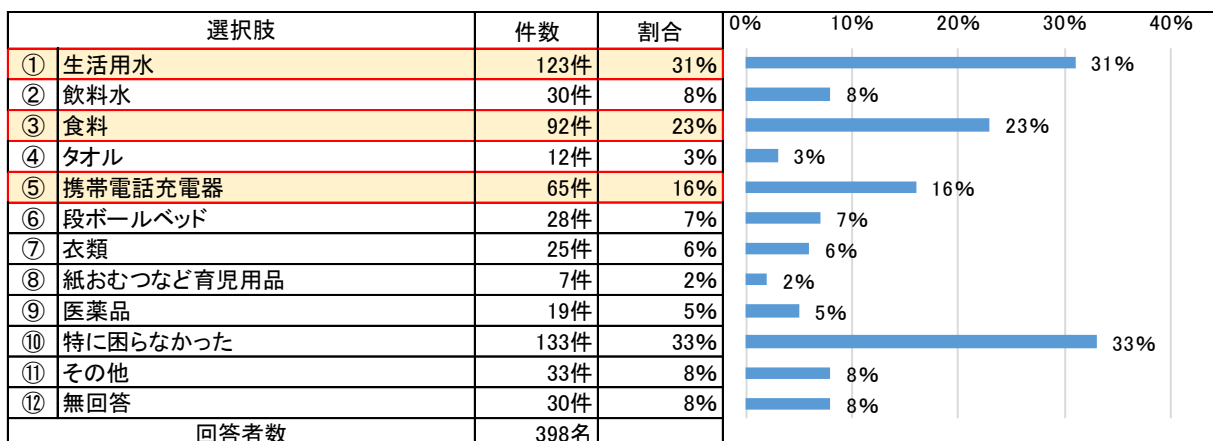 選択肢 件数 割合 0% 10% 20% 30% 40%
① 生活用水 123件 31% 31%
② 飲料水 30件 8% 8%
③ 食料 92件 23% 23%
④ タオル 12件 3% 3%
⑤ 携帯電話充電器 65件 16% 16%
⑥ 段ボールベッド 28件 7% 7%
⑦ 衣類 25件 6% 6%
⑧ 紙おむつなど育児用品 7件 2% 2%
⑨ 医薬品 19件 5% 5%
⑩ 特に困らなかった 133件 33% 33%
⑪ その他 33件 8% 8%
⑫ 無回答 30件 8% 8%
回答者数 398名